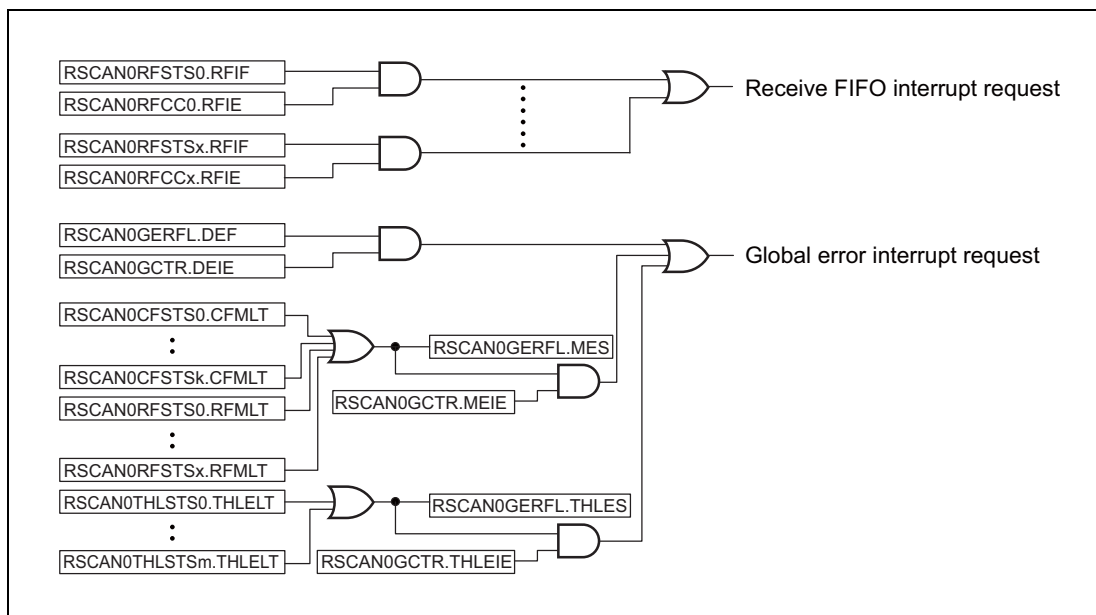 RSCAN0RFSTS0.RFIF
RSCAN0RFCC0.RFIE
Receive FIFO interrupt request
RSCAN0RFSTSx.RFIF
RSCAN0RFCCx.RFIE
RSCAN0GERFL.DEF
RSCAN0GCTR.DEIE
Global error interrupt request
RSCAN0CFSTS0.CFMLT
RSCAN0GERFL.MES
RSCAN0CFSTSk.CFMLT
RSCAN0GCTR.MEIE
RSCAN0RFSTS0.RFMLT
RSCAN0RFSTSx.RFMLT
RSCAN0THLSTS0.THLELT
RSCAN0GERFL.THLES
RSCAN0THLSTSm.THLELT
RSCAN0GCTR.THLEIE